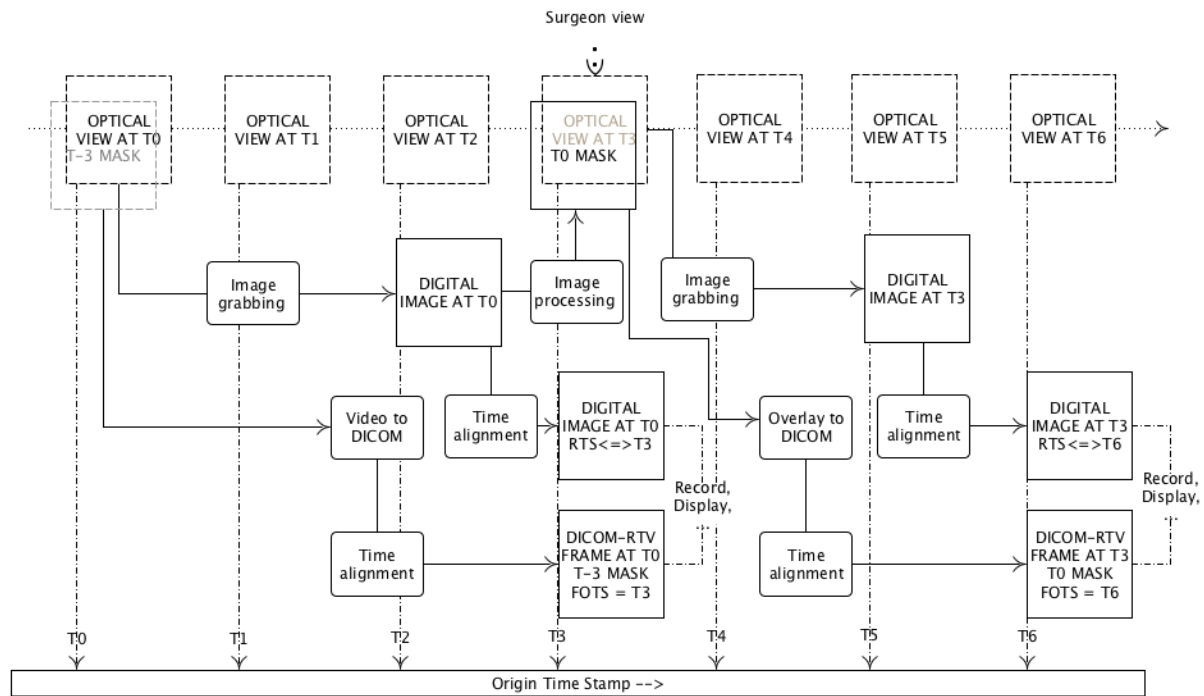 Surgeon view
OPTICAL
VIEW AT T0
T-3 MASK
OPTICAL
VIEW AT T1
OPTICAL
VIEW AT T2
OPTICAL
VIEW AT T3
T0 MASK
OPTICAL
VIEW AT T4
OPTICAL
VIEW AT T5
OPTICAL
VIEW AT T6
Image
grabbing
DIGITAL
IMAGE AT T0
Image
processing
Image
grabbing
DIGITAL
IMAGE AT T3
Video to
DICOM
Time
alignment
DIGITAL
IMAGE AT T0
RTS<=>T3
Overlay to
DICOM
Time
alignment
DIGITAL
IMAGE AT T3
RTS<=>T6
Record,
Display,
...
Record,
Display,
...
Time
alignment
DICOM-RTV
FRAME AT T0
T-3 MASK
FOTS = T3
Time
alignment
DICOM-RTV
FRAME AT T3
T0 MASK
FOTS = T6
T0
T1
T2
T3
T4
T5
T6
Origin Time Stamp -->